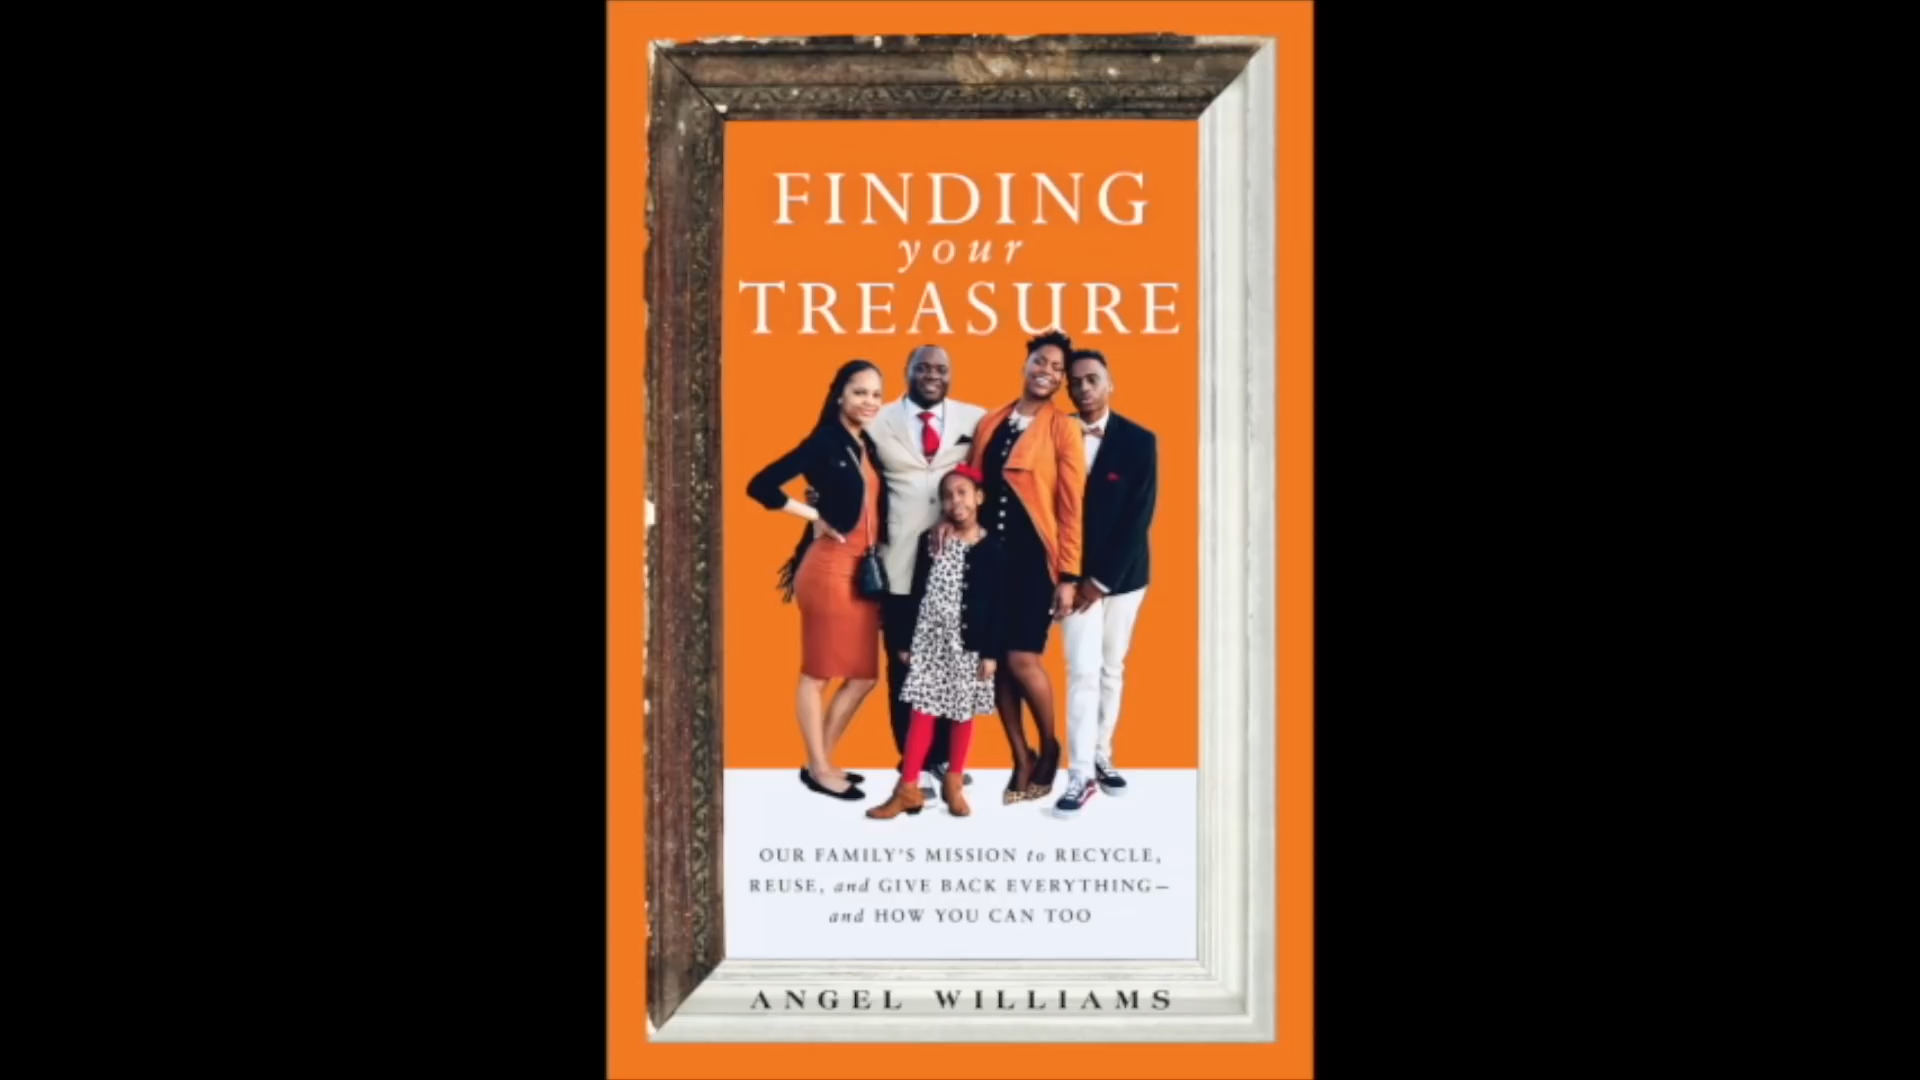 FINDING
your
TREASURE
OUR FAMILY'S MISSION to RECYCLE,
REUSE, and GIVE BACK EVERYTHING—
and HOW YOU CAN TOO
ANGEL WILLIAMS